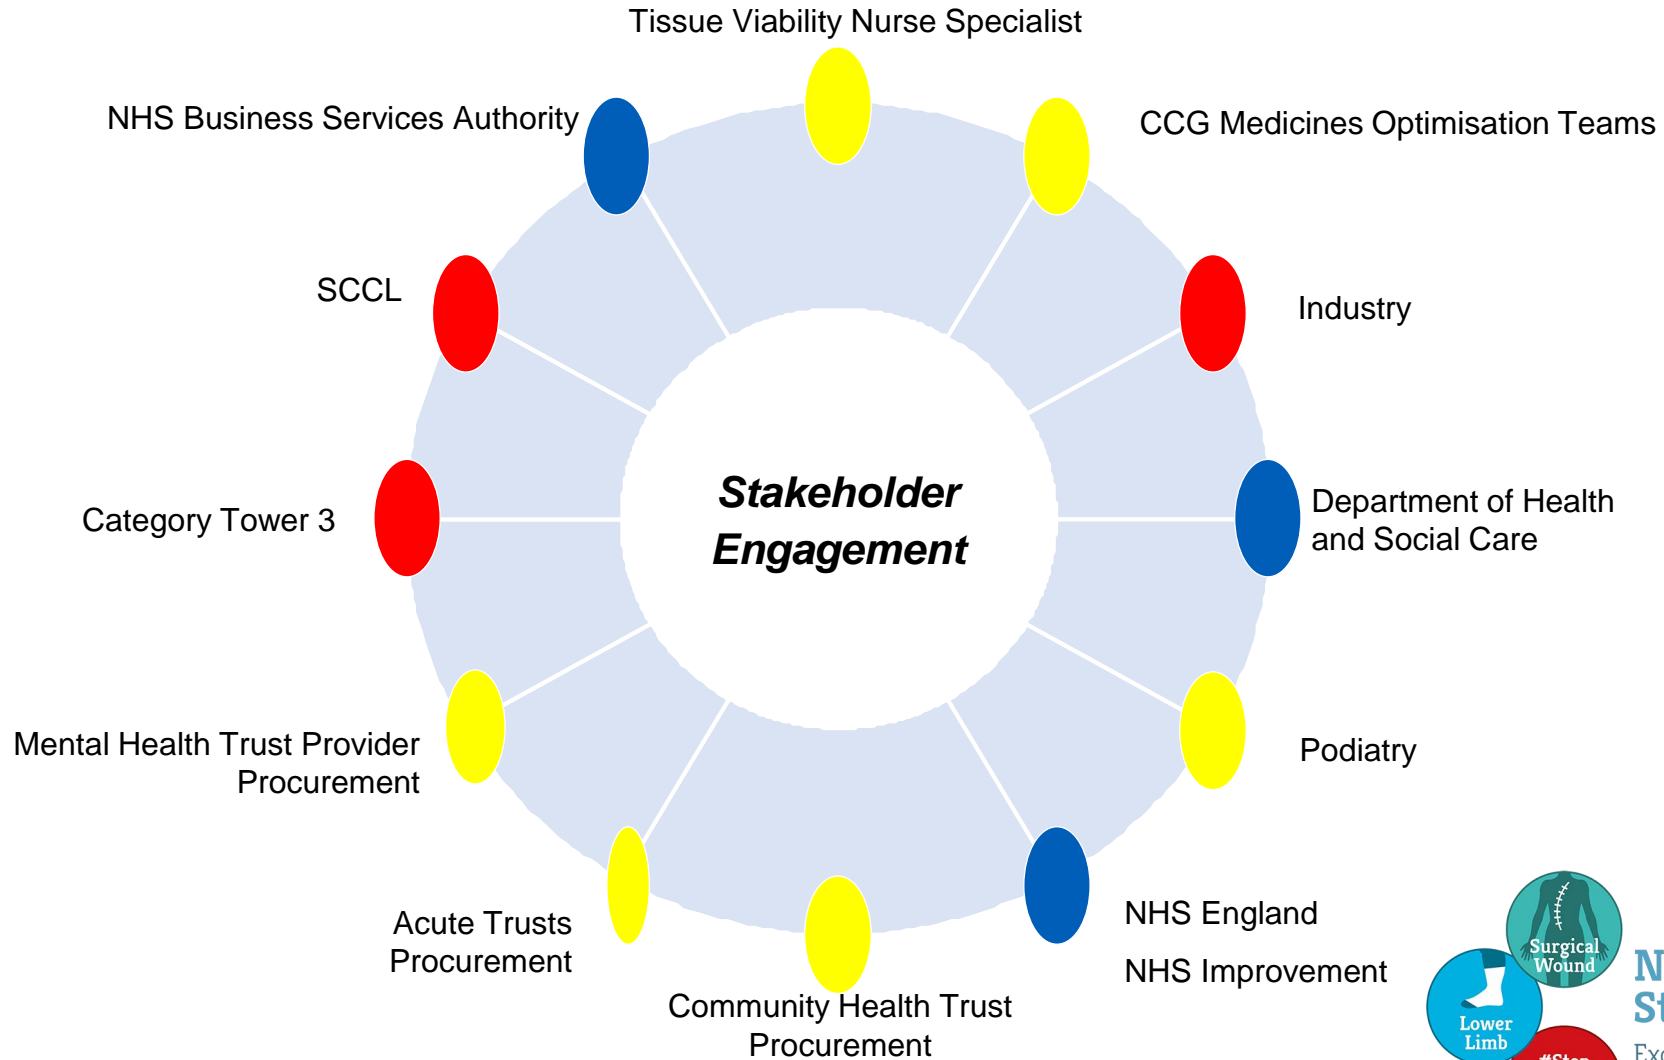 Tissue Viability Nurse Specialist
NHS Business Services Authority
CCG Medicines Optimisation Teams
SCCL
Industry
Category Tower 3
Stakeholder
Engagement
Department of Health
and Social Care
Mental Health Trust Provider
Procurement
Podiatry
Acute Trusts
Procurement
NHS England
NHS Improvement
Community Health Trust
Procurement
Surgical
Wound
Lower
Limb